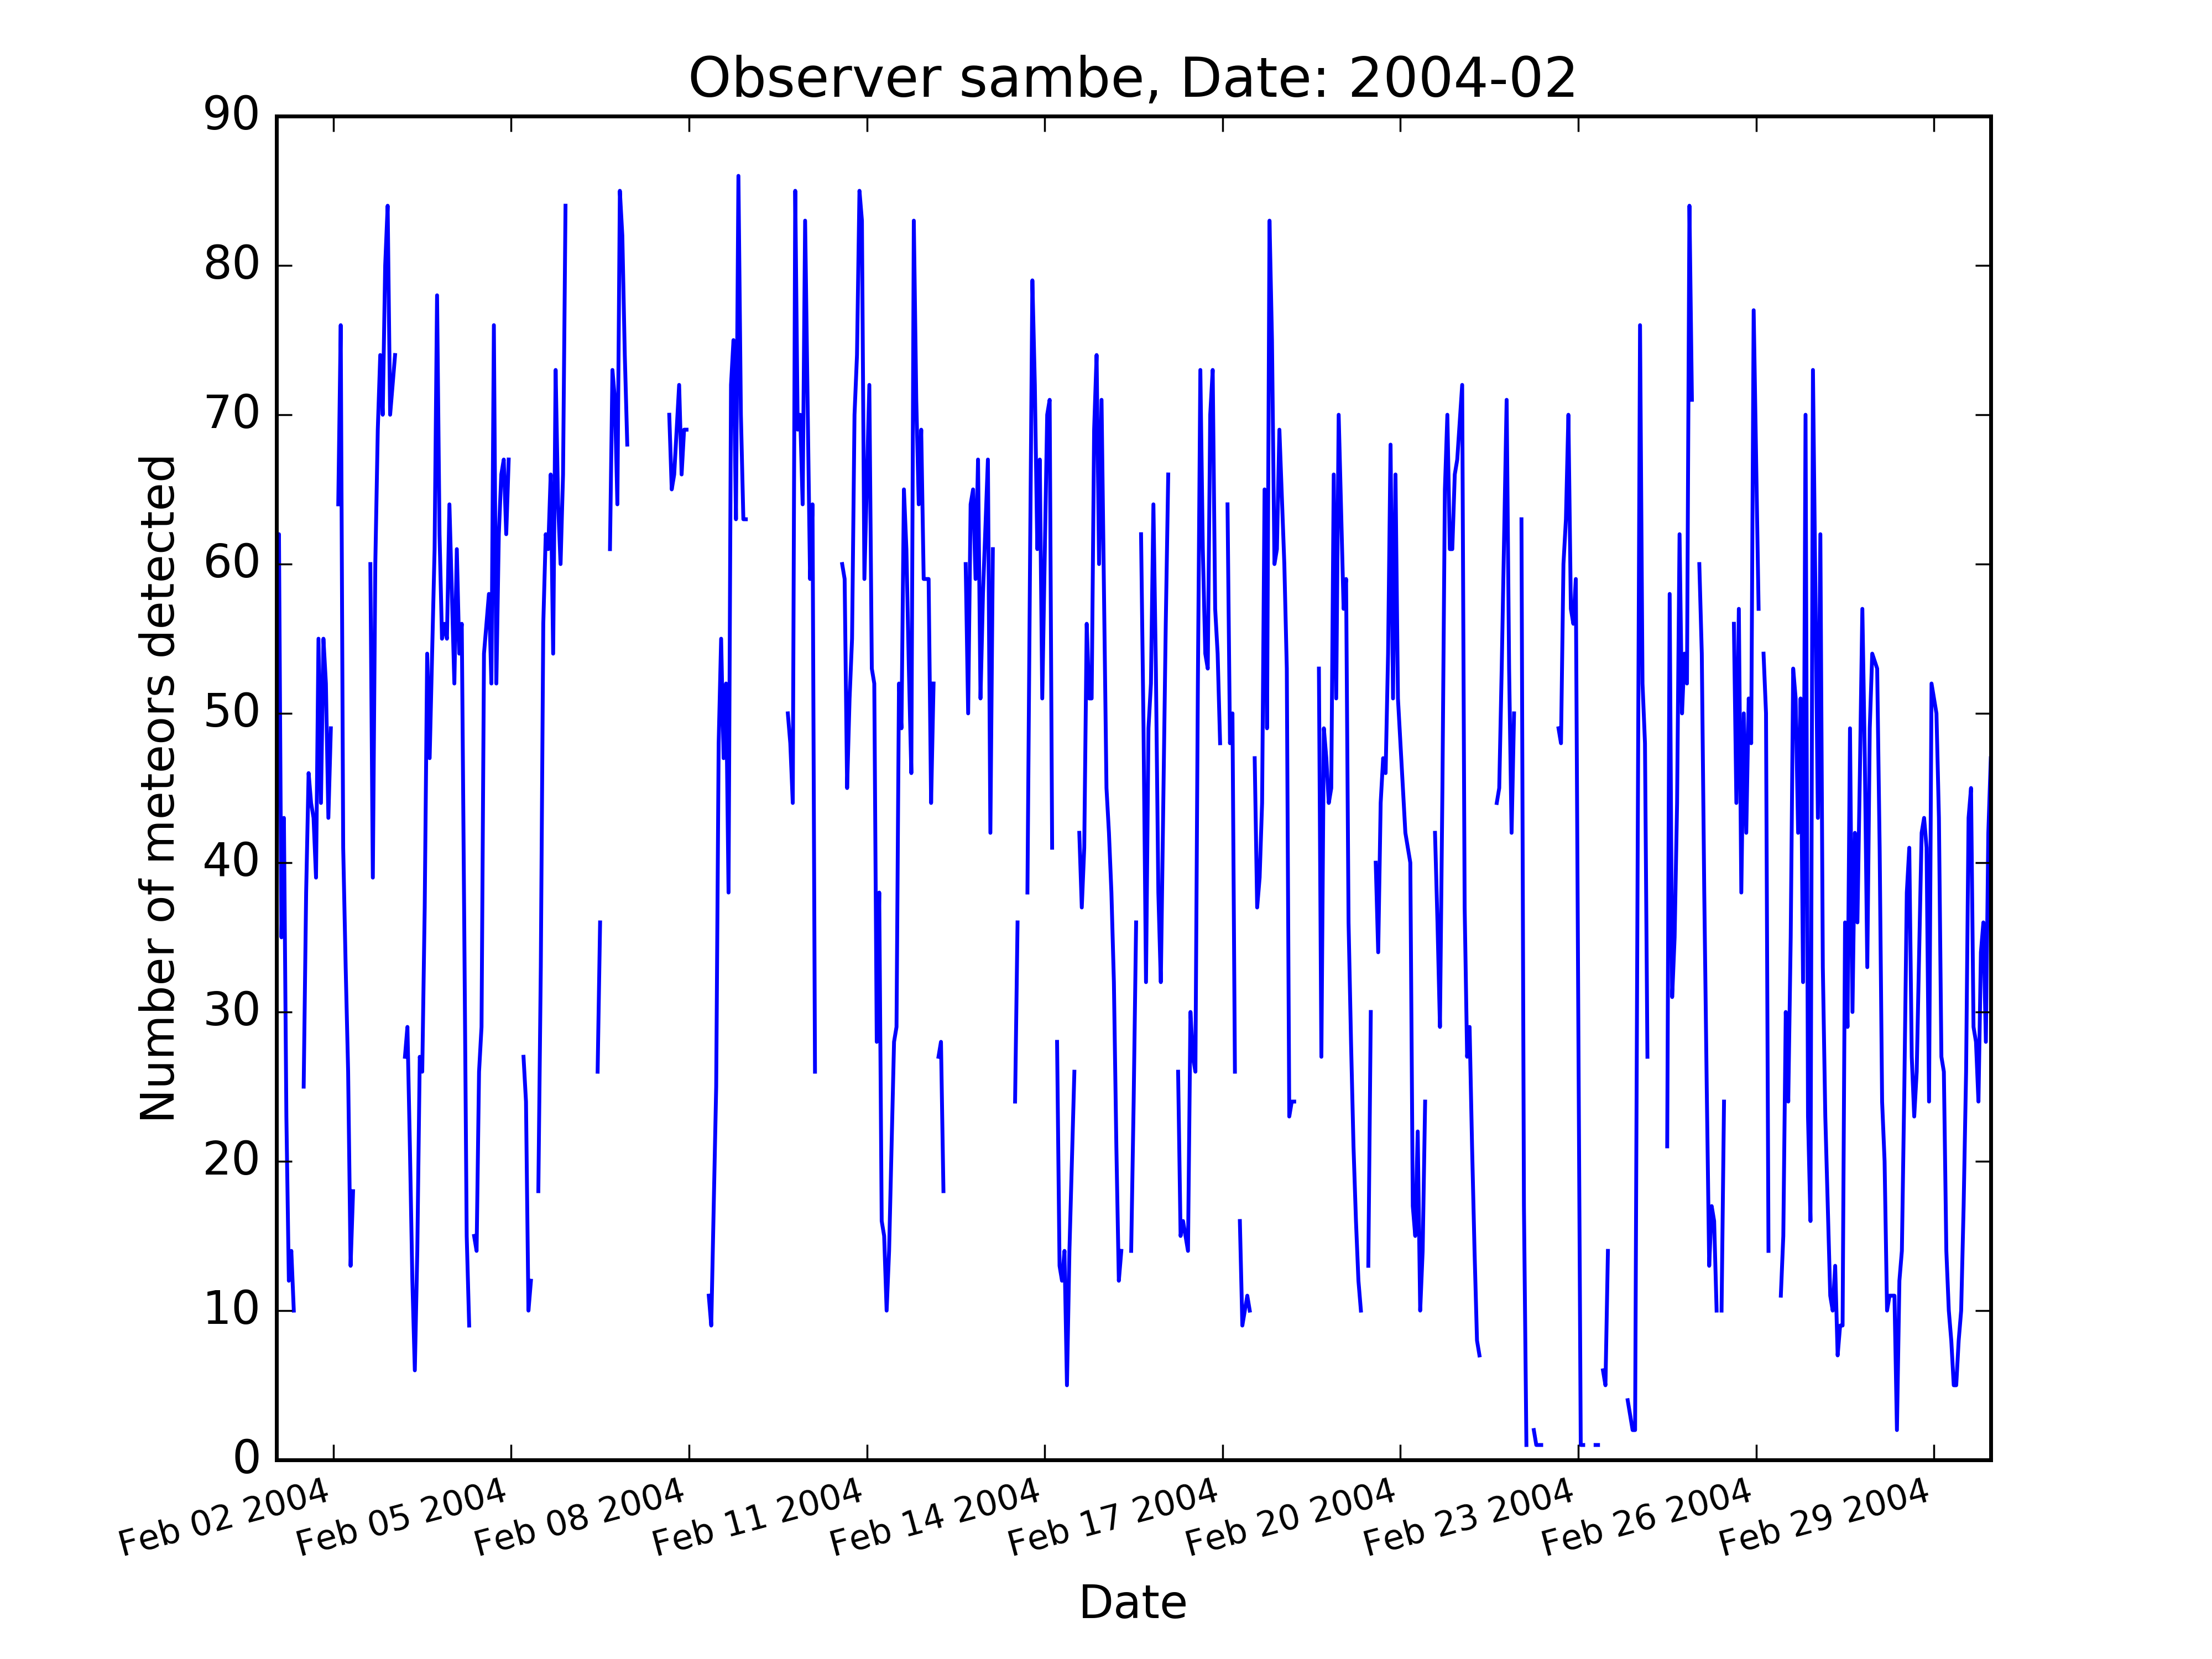 Observer sambe, Date: 2004-02
90
80
70
60
50
40
30
20
10
0
Number of meteors detected
Feb 02 2004
Feb 05 2004
Feb 08 2004
Feb 11 2004
Feb 14 2004
Feb 17 2004
Feb 20 2004
Feb 23 2004
Feb 26 2004
Feb 29 2004
Date